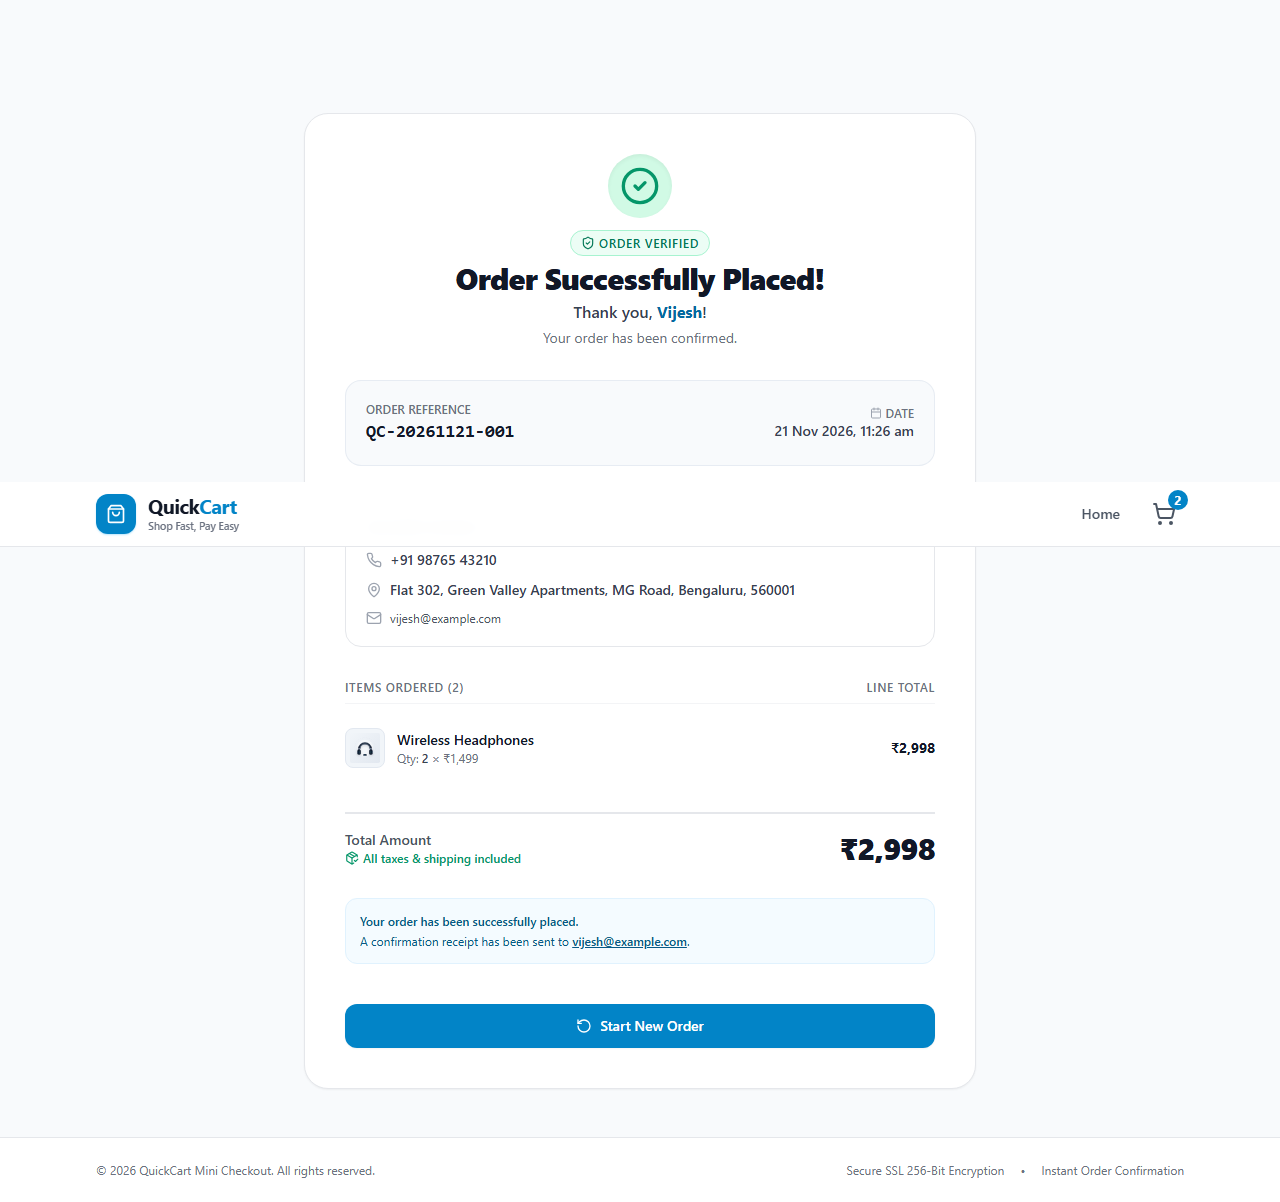 ORDER VERIFIED
Order Successfully Placed!
Thank you, Vijesh!
Your order has been confirmed.
ORDER REFERENCE
DATE
QC-20261121-001
21 Nov 2026, 11:26 am
QuickCart
Shop Fast, Pay Easy
Home
2
+91 98765 43210
Flat 302, Green Valley Apartments, MG Road, Bengaluru, 560001
vijesh@example.com
ITEMS ORDERED (2)
LINE TOTAL
Wireless Headphones
Qty: 2 × ₹1,499
₹2,998
Total Amount
All taxes & shipping included
₹2,998
Your order has been successfully placed.
A confirmation receipt has been sent to vijesh@example.com.
Start New Order
© 2026 QuickCart Mini Checkout. All rights reserved.
Secure SSL 256-Bit Encryption • Instant Order Confirmation